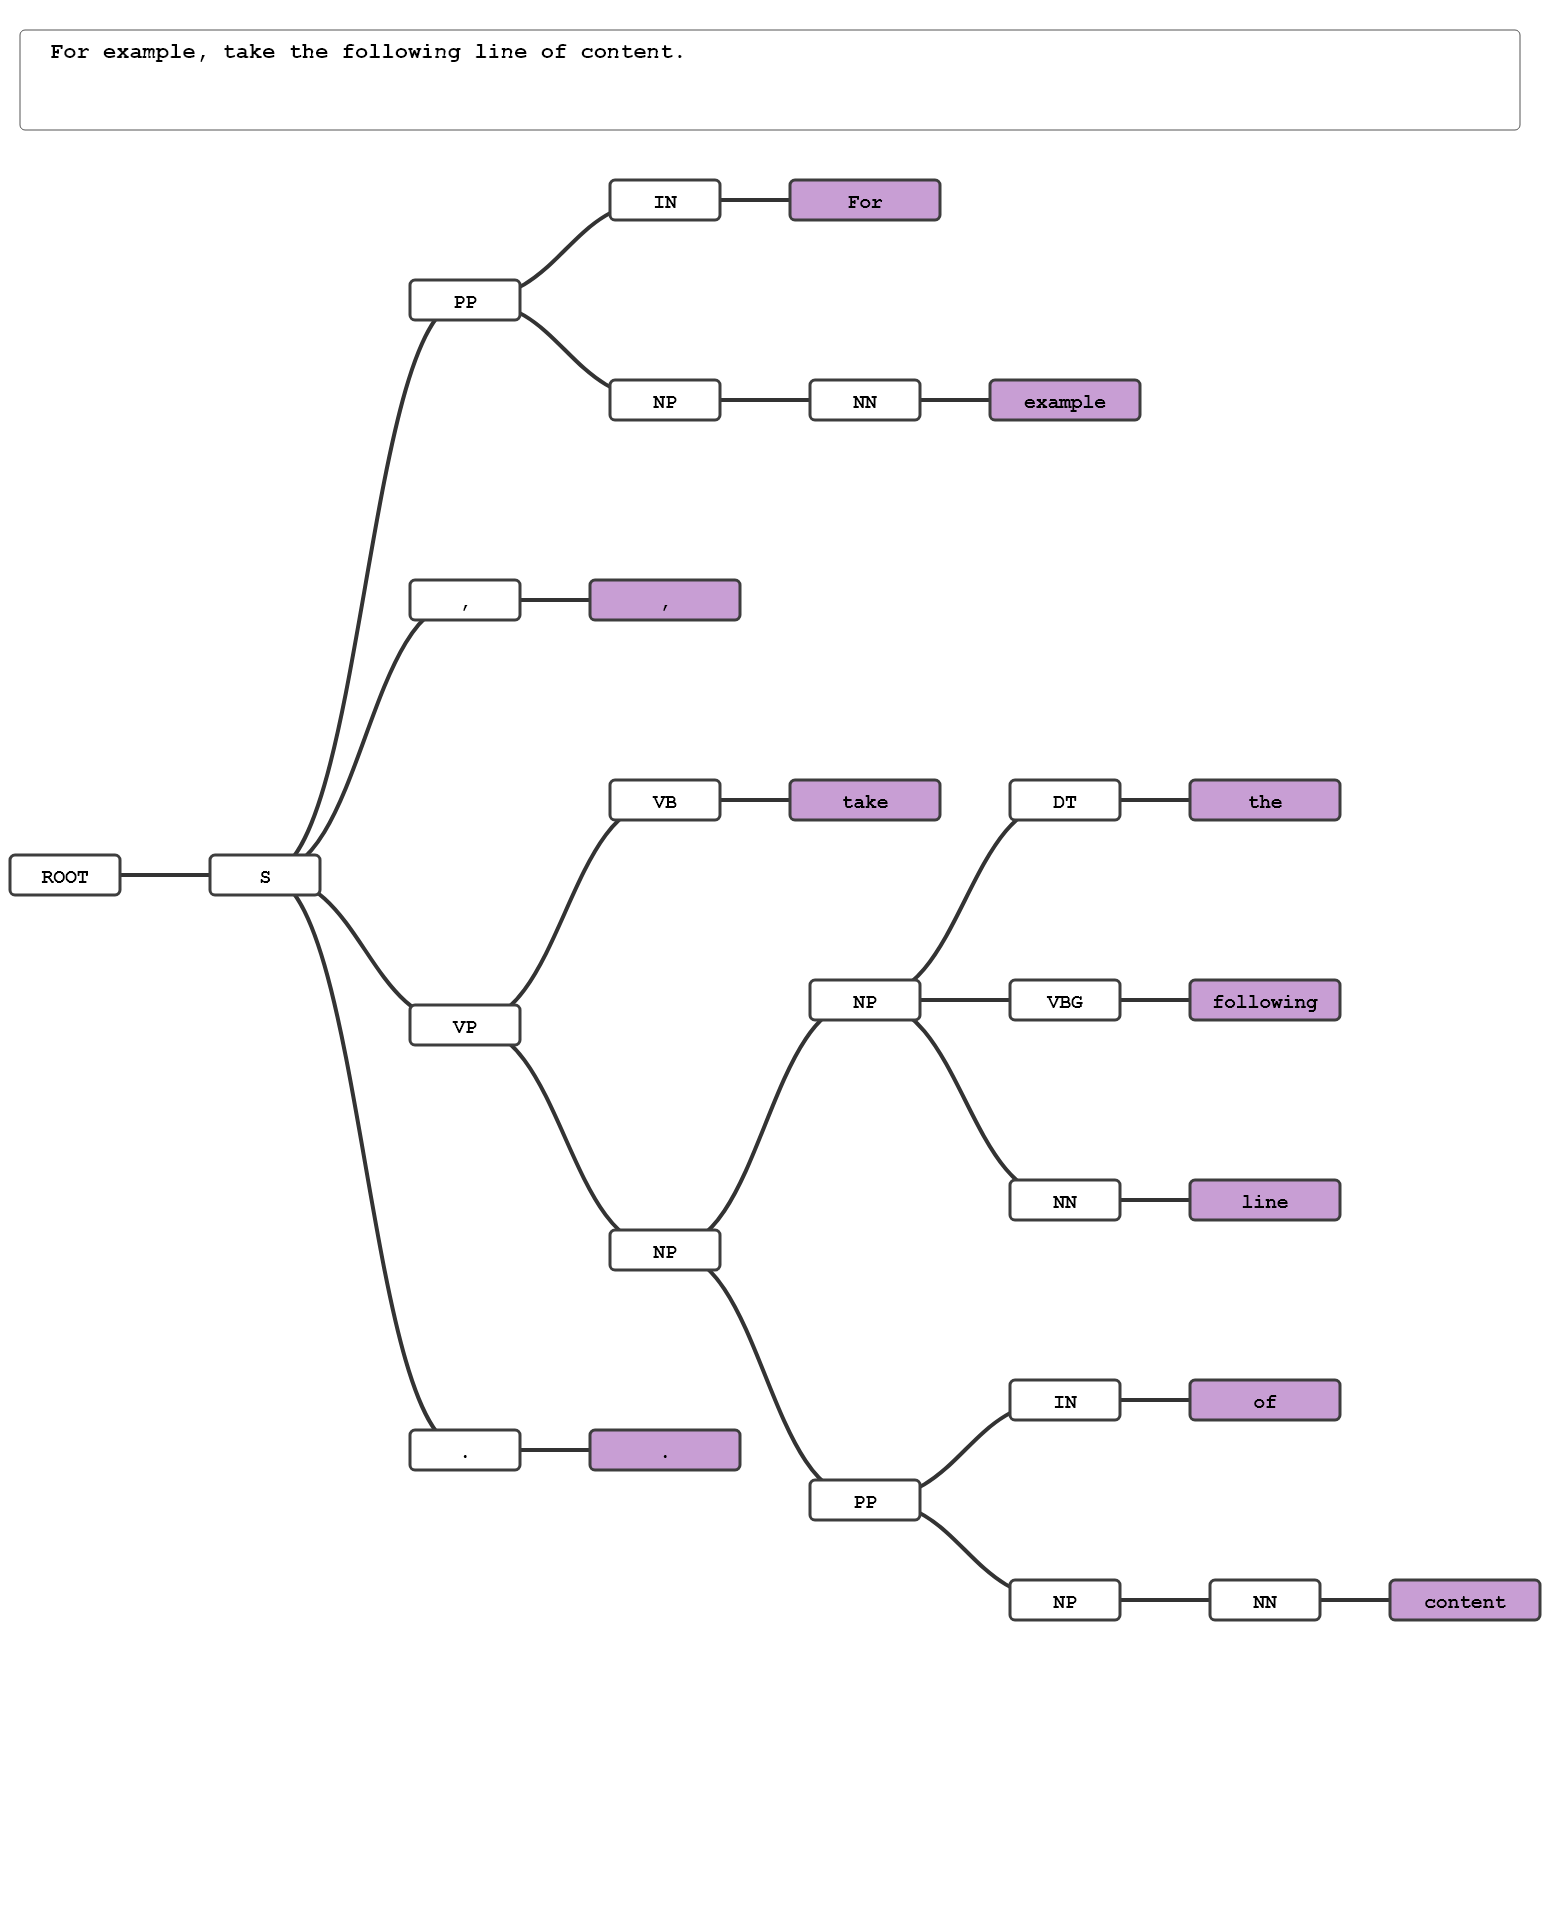 For example, take the following line of content.
IN For
PP
NP NN example
, ,
VB take DT the
ROOT S
NP VBG following
VP
NN line
NP
IN of
. .
PP
NP NN content